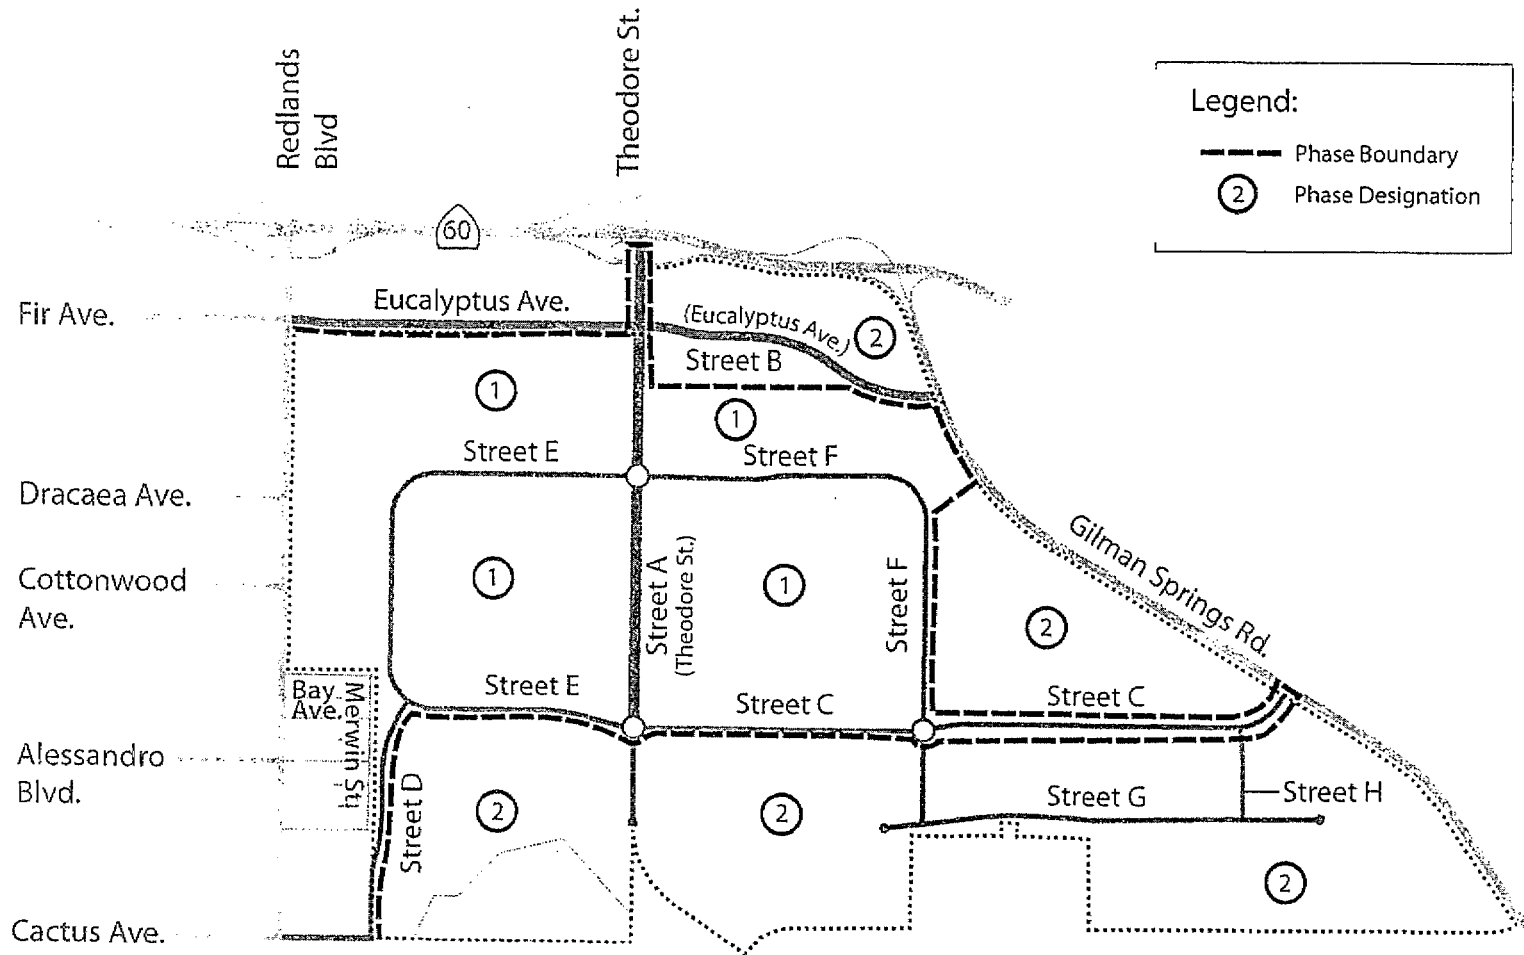 Redlands
Blvd
Theodore St.
Legend:
Phase Boundary
2
Phase Designation
60
Fir Ave.
Eucalyptus Ave.
(Eucalyptus Ave.)
2
Street B
1
1
Street E
Street F
Dracaea Ave.
Gilman Springs Rd.
Cottonwood
Ave.
1
Street A
(Theodore St.)
1
Street F
2
Bay
Ave.
Merwin St.
Street E
Street C
Street C
Alessandro
Blvd.
Street D
2
2
Street G
Street H
2
Cactus Ave.